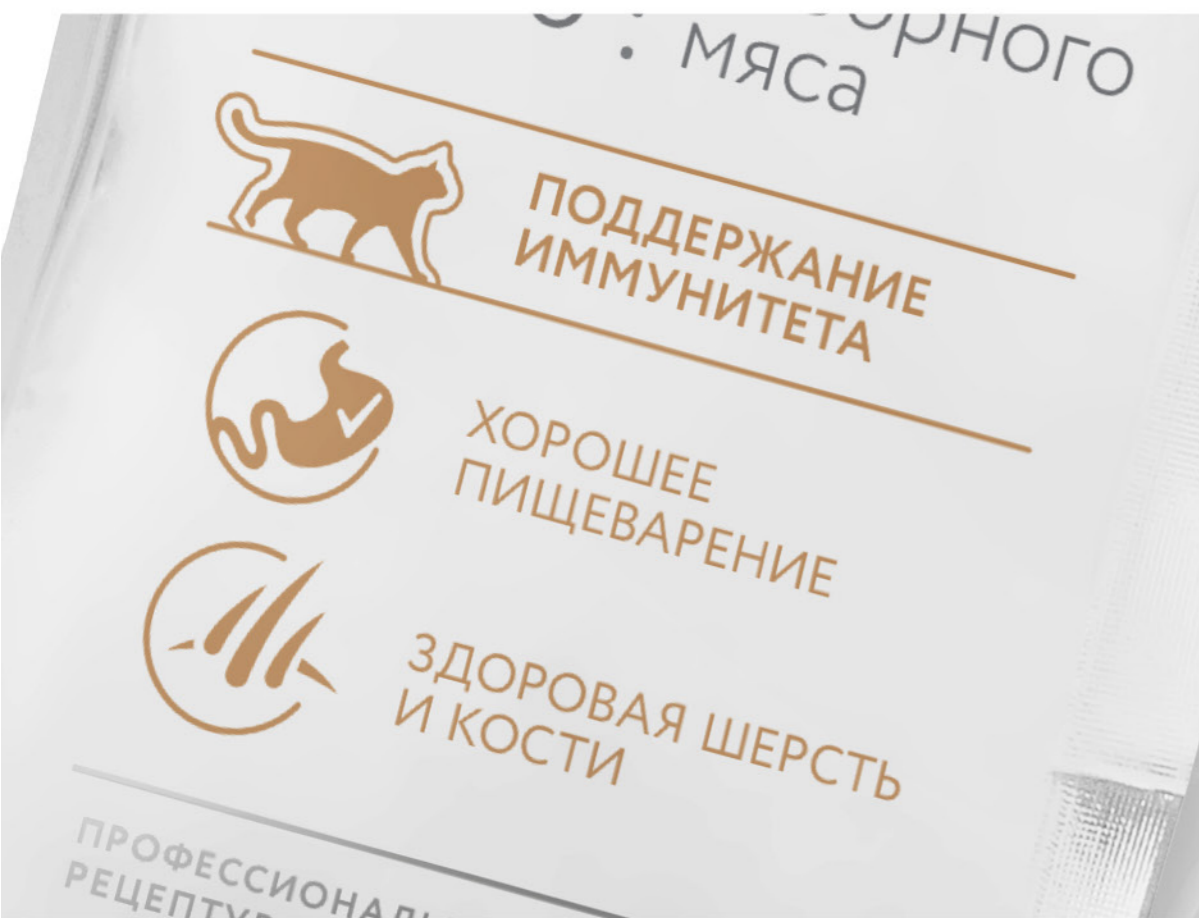 мяса
ПОДДЕРЖАНИЕ
ИММУНИТЕТА
ХОРОШЕЕ
ПИЩЕВАРЕНИЕ
ЗДОРОВАЯ ШЕРСТЬ
И КОСТИ